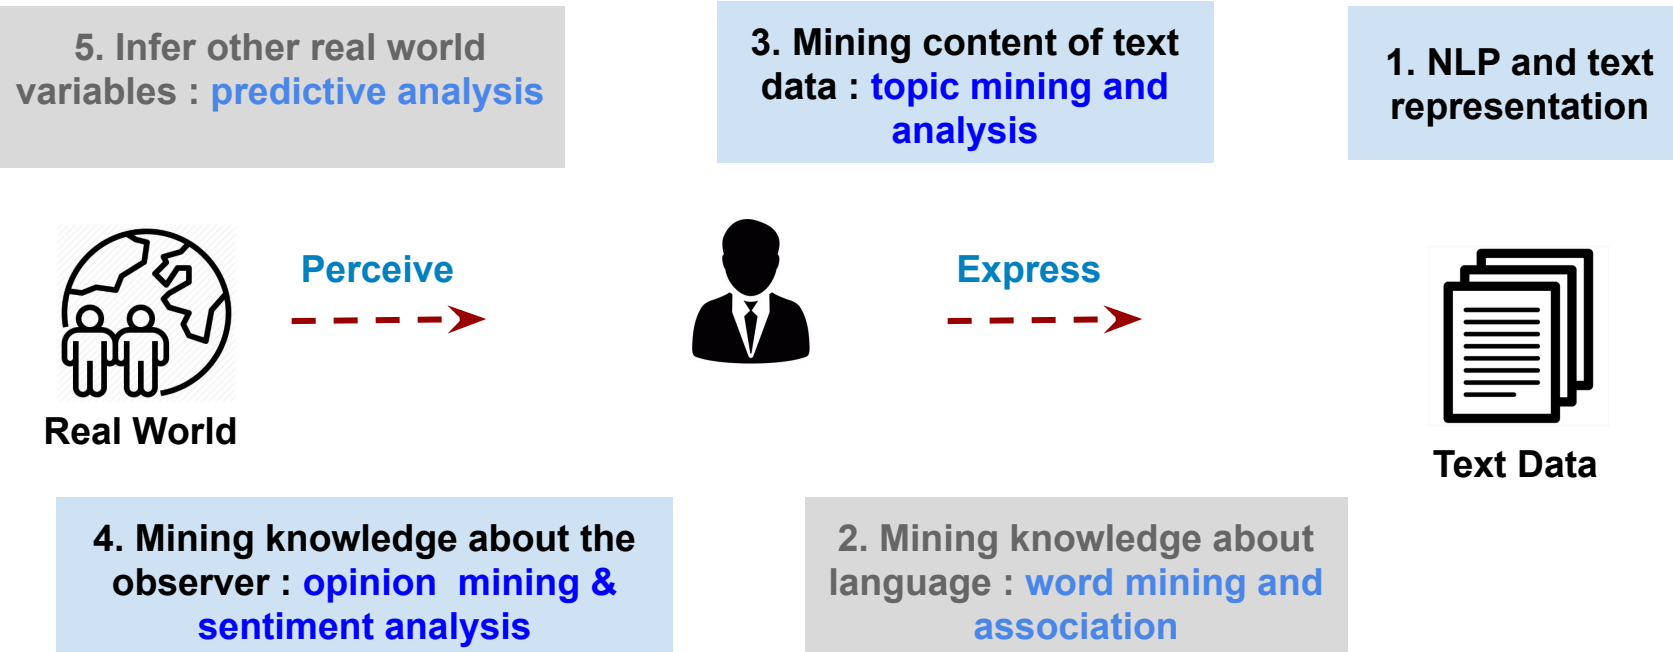 5. Infer other real world
variables : predictive analysis
3. Mining content of text
data : topic mining and
analysis
1. NLP and text
representation
Perceive
Express
Real World
Text Data
4. Mining knowledge about the
observer : opinion  mining &
sentiment analysis
2. Mining knowledge about
language : word mining and
association